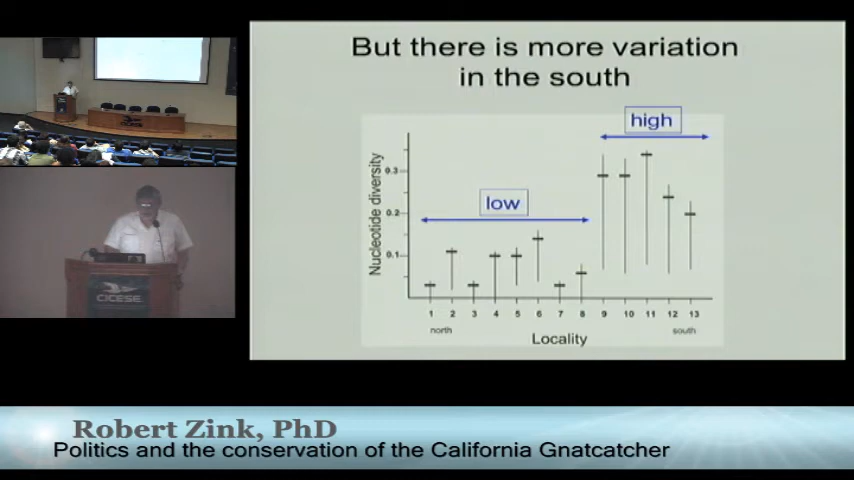 But there is more variation
in the south
high
low
Nucleotide diversity
0.3
0.2
0.1
1 2 3 4 5 6 7 8 9 10 11 12 13
north
south
Locality
CICESE
Robert Zink, PhD
Politics and the conservation of the California Gnatcatcher